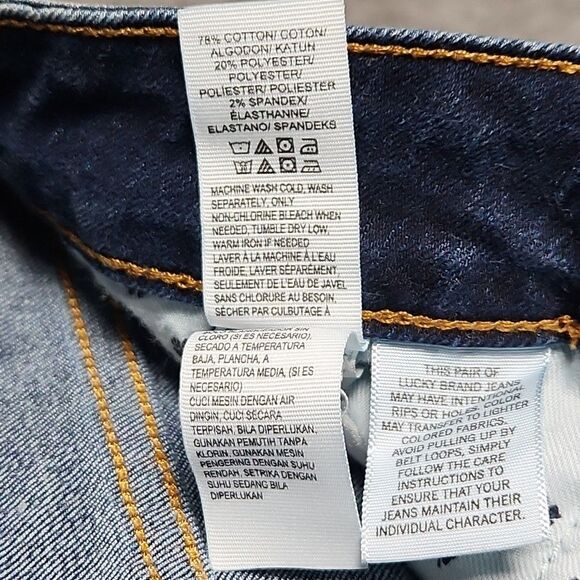 78% COTTON/ COTON/
ALGODON/ KATUN
20% POLYESTER/
POLYESTER/
POLIESTER/ POLIESTER
2% SPANDEX/
ÉLASTHANNE/
ELASTANO/ SPANDEKS
MACHINE WASH COLD, WASH
SEPARATELY, ONLY
NON-CHLORINE BLEACH WHEN
NEEDED, TUMBLE DRY LOW,
WARM IRON IF NEEDED
LAVER À LA MACHINE À L'EAU
FROIDE, LAVER SÉPARÉMENT,
SEULEMENT DE L'EAU DE JAVEL
SANS CHLORURE AU BESOIN,
SÉCHER PAR CULBUTAGE À
CLORO (SI ES NECESARIO),
SECADO A TEMPERATURA
BAJA, PLANCHA, A
TEMPERATURA MEDIA, (SI ES
NECESARIO)
CUCI MESIN DENGAN AIR
DINGIN, CUCI SECARA
TERPISAH, BILA DIPERLUKAN,
GUNAKAN PEMUTIH TANPA
KLORIN, GUNAKAN MESIN
PENGERING DENGAN SUHU
RENDAH, SETRIKA DENGAN
SUHU SEDANG BILA
DIPERLUKAN
THIS PAIR OF
LUCKY BRAND JEANS
MAY HAVE INTENTIONAL
RIPS OR HOLES. COLOR
MAY TRANSFER TO LIGHTER
COLORED FABRICS.
AVOID PULLING UP BY
BELT LOOPS, SIMPLY
FOLLOW THE CARE
INSTRUCTIONS TO
ENSURE THAT YOUR
JEANS MAINTAIN THEIR
INDIVIDUAL CHARACTER.